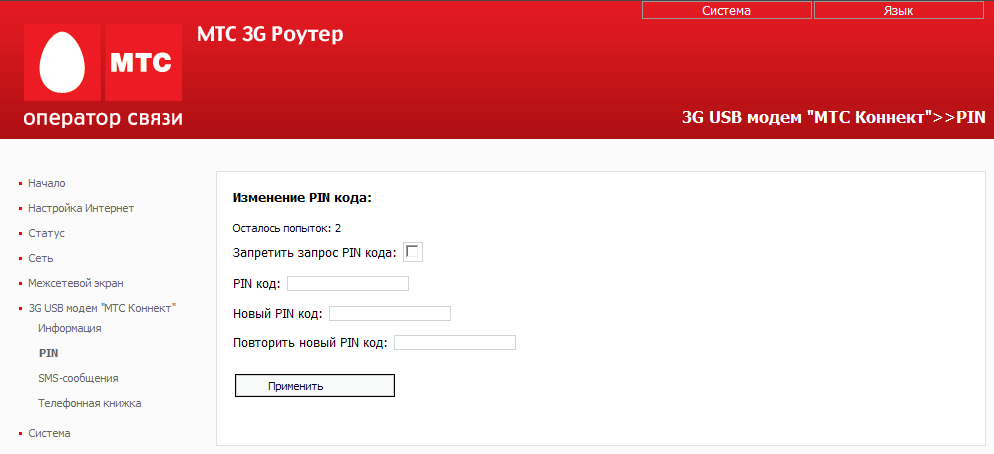 Система
Язык
МТС 3G Роутер
МТС
оператор связи
3G USB модем "МТС Коннект">>PIN
Начало
Настройка Интернет
Статус
Сеть
Межсетевой экран
3G USB модем "МТС Коннект"
Информация
PIN
SMS-сообщения
Телефонная книжка
Система
Изменение PIN кода:
Осталось попыток: 2
Запретить запрос PIN кода:
PIN код:
Новый PIN код:
Повторить новый PIN код:
Применить